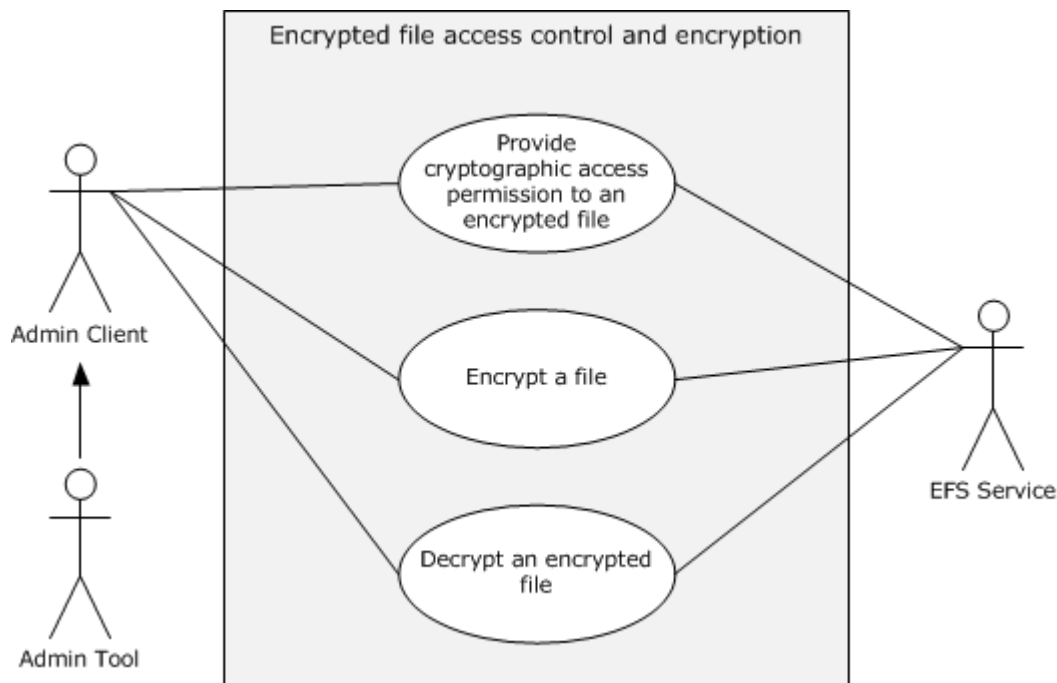 Encrypted file access control and encryption
Provide
cryptographic access
permission to an
encrypted file
Admin Client
Encrypt a file
EFS Service
Decrypt an encrypted
file
Admin Tool